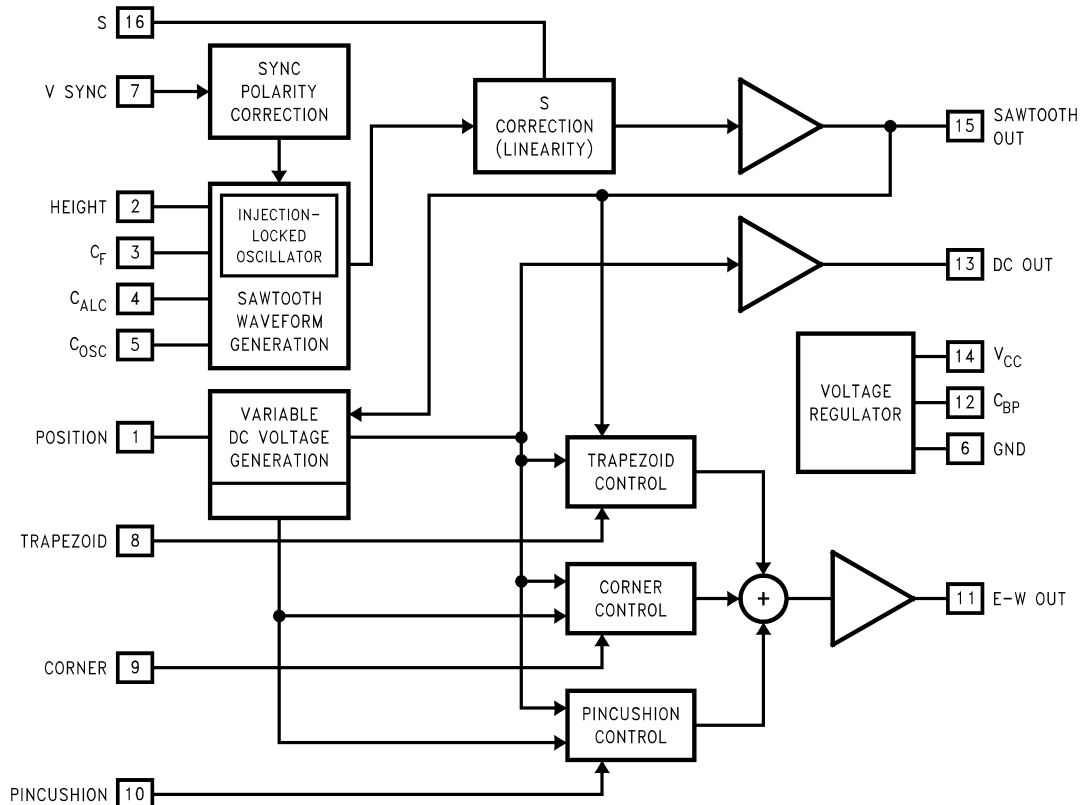 S 16
V SYNC 7
SYNC
POLARITY
CORRECTION
S
CORRECTION
(LINEARITY)
15 SAWTOOTH
OUT
HEIGHT 2
C_F 3
C_ALC 4
C_OSC 5
INJECTION-
LOCKED
OSCILLATOR
SAWTOOTH
WAVEFORM
GENERATION
13 DC OUT
VOLTAGE
REGULATOR
14 V_CC
12 C_BP
6 GND
POSITION 1
VARIABLE
DC VOLTAGE
GENERATION
TRAPEZOID
CONTROL
TRAPEZOID 8
CORNER
CONTROL
+
11 E-W OUT
CORNER 9
PINCUSHION
CONTROL
PINCUSHION 10